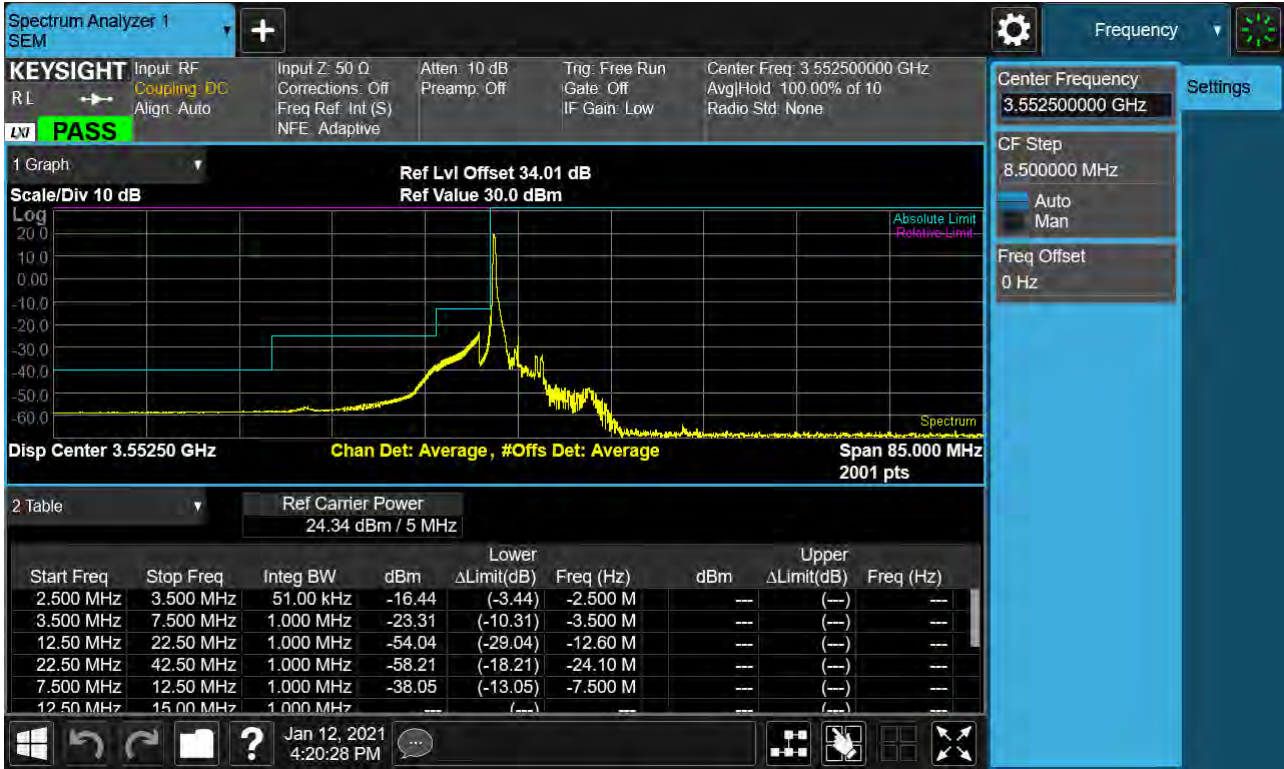 Spectrum Analyzer 1
SEM
Frequency
KEYSIGHT
R L
LXI
PASS
Input: RF
Coupling: DC
Align: Auto
Input Z: 50 Ω
Corrections: Off
Freq Ref: Int (S)
NFE: Adaptive
Atten: 10 dB
Preamp: Off
Trig: Free Run
Gate: Off
IF Gain: Low
Center Freq: 3.552500000 GHz
Avg|Hold: 100.00% of 10
Radio Std: None
Center Frequency
3.552500000 GHz
Settings
CF Step
8.500000 MHz
Auto
Man
Freq Offset
0 Hz
1 Graph
Scale/Div 10 dB
Ref Lvl Offset 34.01 dB
Ref Value 30.0 dBm
Log
Absolute Limit
Relative Limit
20.0
10.0
0.00
-10.0
-20.0
-30.0
-40.0
-50.0
-60.0
Spectrum
Disp Center 3.55250 GHz
Chan Det: Average, #Offs Det: Average
Span 85.000 MHz
2001 pts
2 Table
Ref Carrier Power
24.34 dBm / 5 MHz
Lower Upper
Start Freq Stop Freq Integ BW dBm ΔLimit(dB) Freq (Hz) dBm ΔLimit(dB) Freq (Hz)
2.500 MHz 3.500 MHz 51.00 kHz -16.44 (-3.44) -2.500 M --- (---) ---
3.500 MHz 7.500 MHz 1.000 MHz -23.31 (-10.31) -3.500 M --- (---) ---
12.50 MHz 22.50 MHz 1.000 MHz -54.04 (-29.04) -12.60 M --- (---) ---
22.50 MHz 42.50 MHz 1.000 MHz -58.21 (-18.21) -24.10 M --- (---) ---
7.500 MHz 12.50 MHz 1.000 MHz -38.05 (-13.05) -7.500 M --- (---) ---
12.50 MHz 15.00 MHz 1.000 MHz --- (---) --- --- (---) ---
Jan 12, 2021
4:20:28 PM